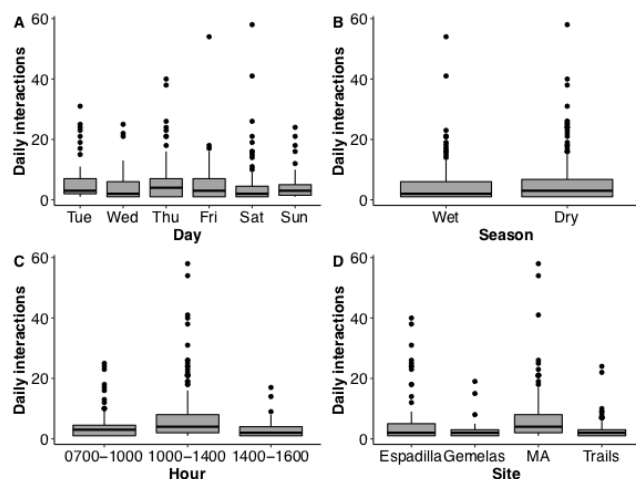 A
B
60
60
Daily interactions
Daily interactions
40
40
20
20
0
0
Tue Wed Thu Fri Sat Sun
Wet Dry
Day
Season
C
D
60
60
Daily interactions
Daily interactions
40
40
20
20
0
0
0700-1000 1000-1400 1400-1600
Espadilla Gemelas MA Trails
Hour
Site